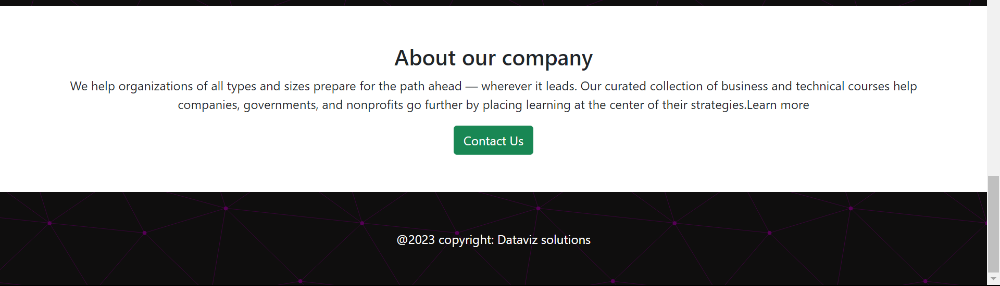 About our company
We help organizations of all types and sizes prepare for the path ahead — wherever it leads. Our curated collection of business and technical courses help
companies, governments, and nonprofits go further by placing learning at the center of their strategies.Learn more
Contact Us
@2023 copyright: Dataviz solutions